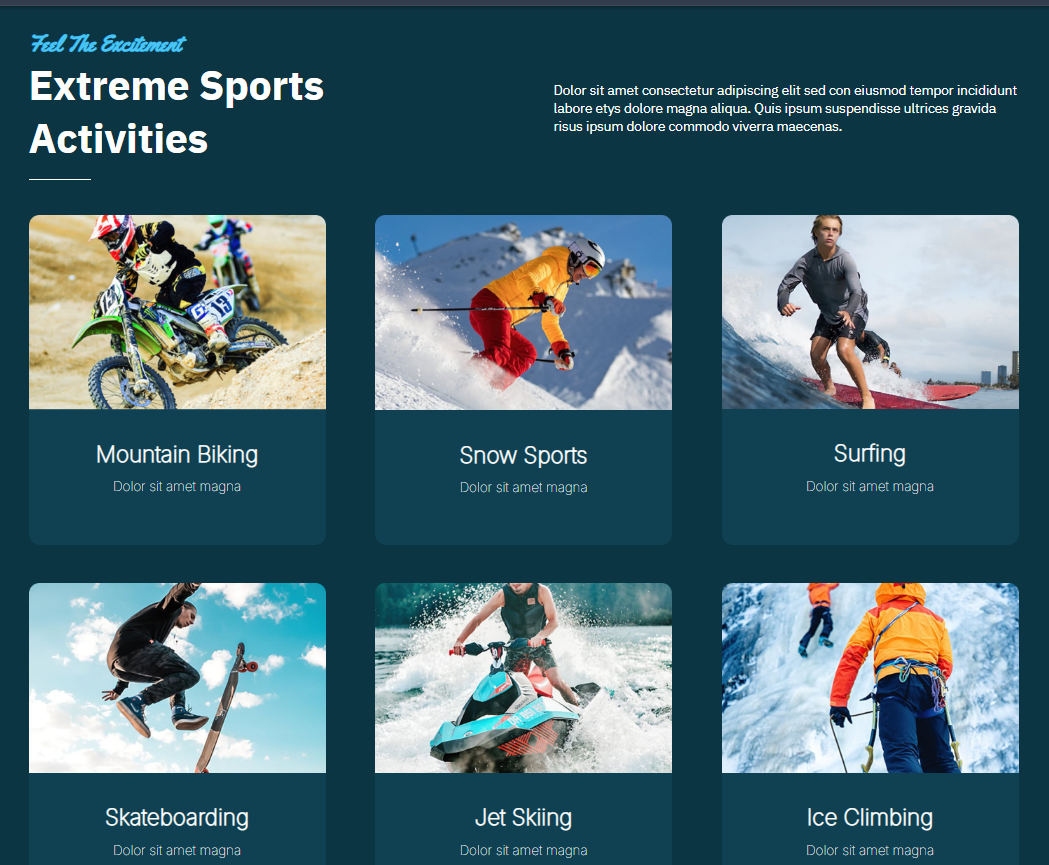 Feel The Excitement
Extreme Sports
Activities
Dolor sit amet consectetur adipiscing elit sed con eiusmod tempor incididunt
labore etys dolore magna aliqua. Quis ipsum suspendisse ultrices gravida
risus ipsum dolore commodo viverra maecenas.
Mountain Biking
Dolor sit amet magna
Snow Sports
Dolor sit amet magna
Surfing
Dolor sit amet magna
Skateboarding
Dolor sit amet magna
Jet Skiing
Dolor sit amet magna
Ice Climbing
Dolor sit amet magna